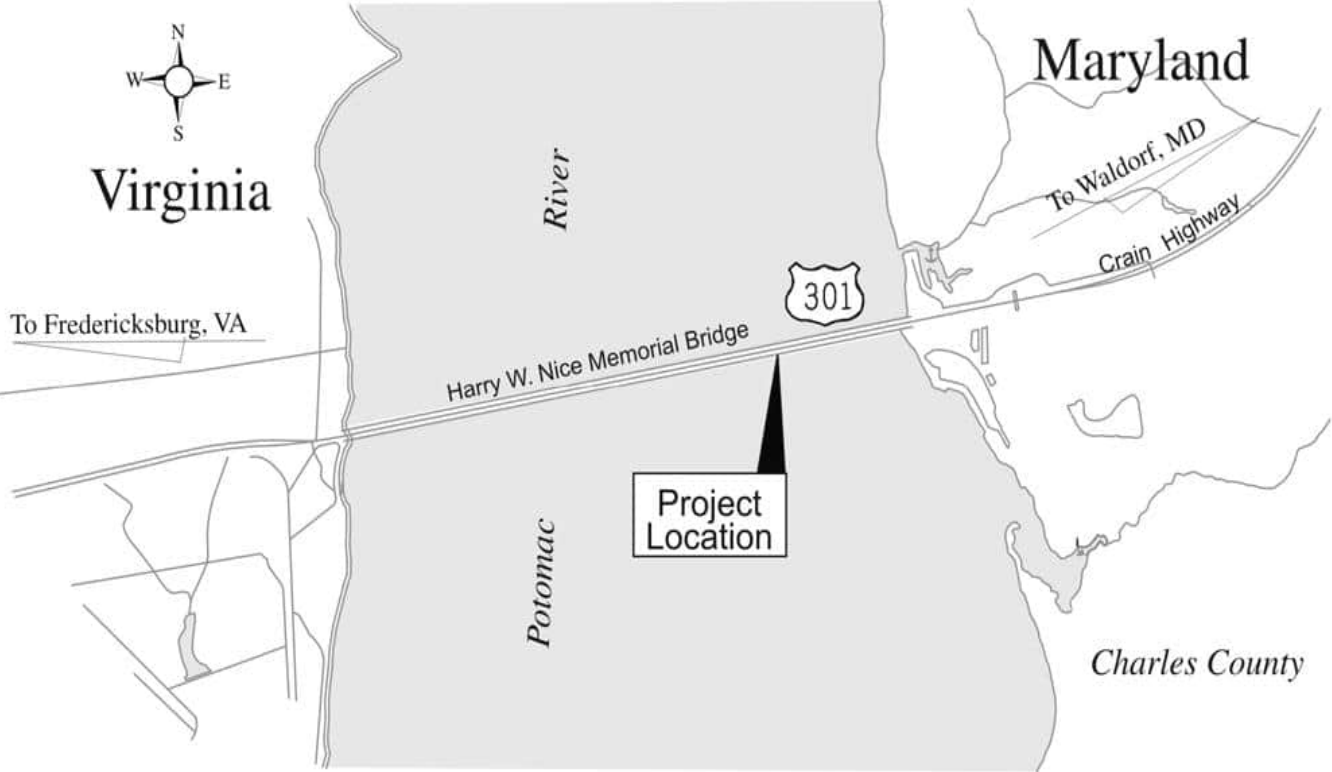 N
W E
S
Virginia
Maryland
River
To Waldorf, MD
Crain Highway
301
To Fredericksburg, VA
Harry W. Nice Memorial Bridge
Project
Location
Potomac
Charles County